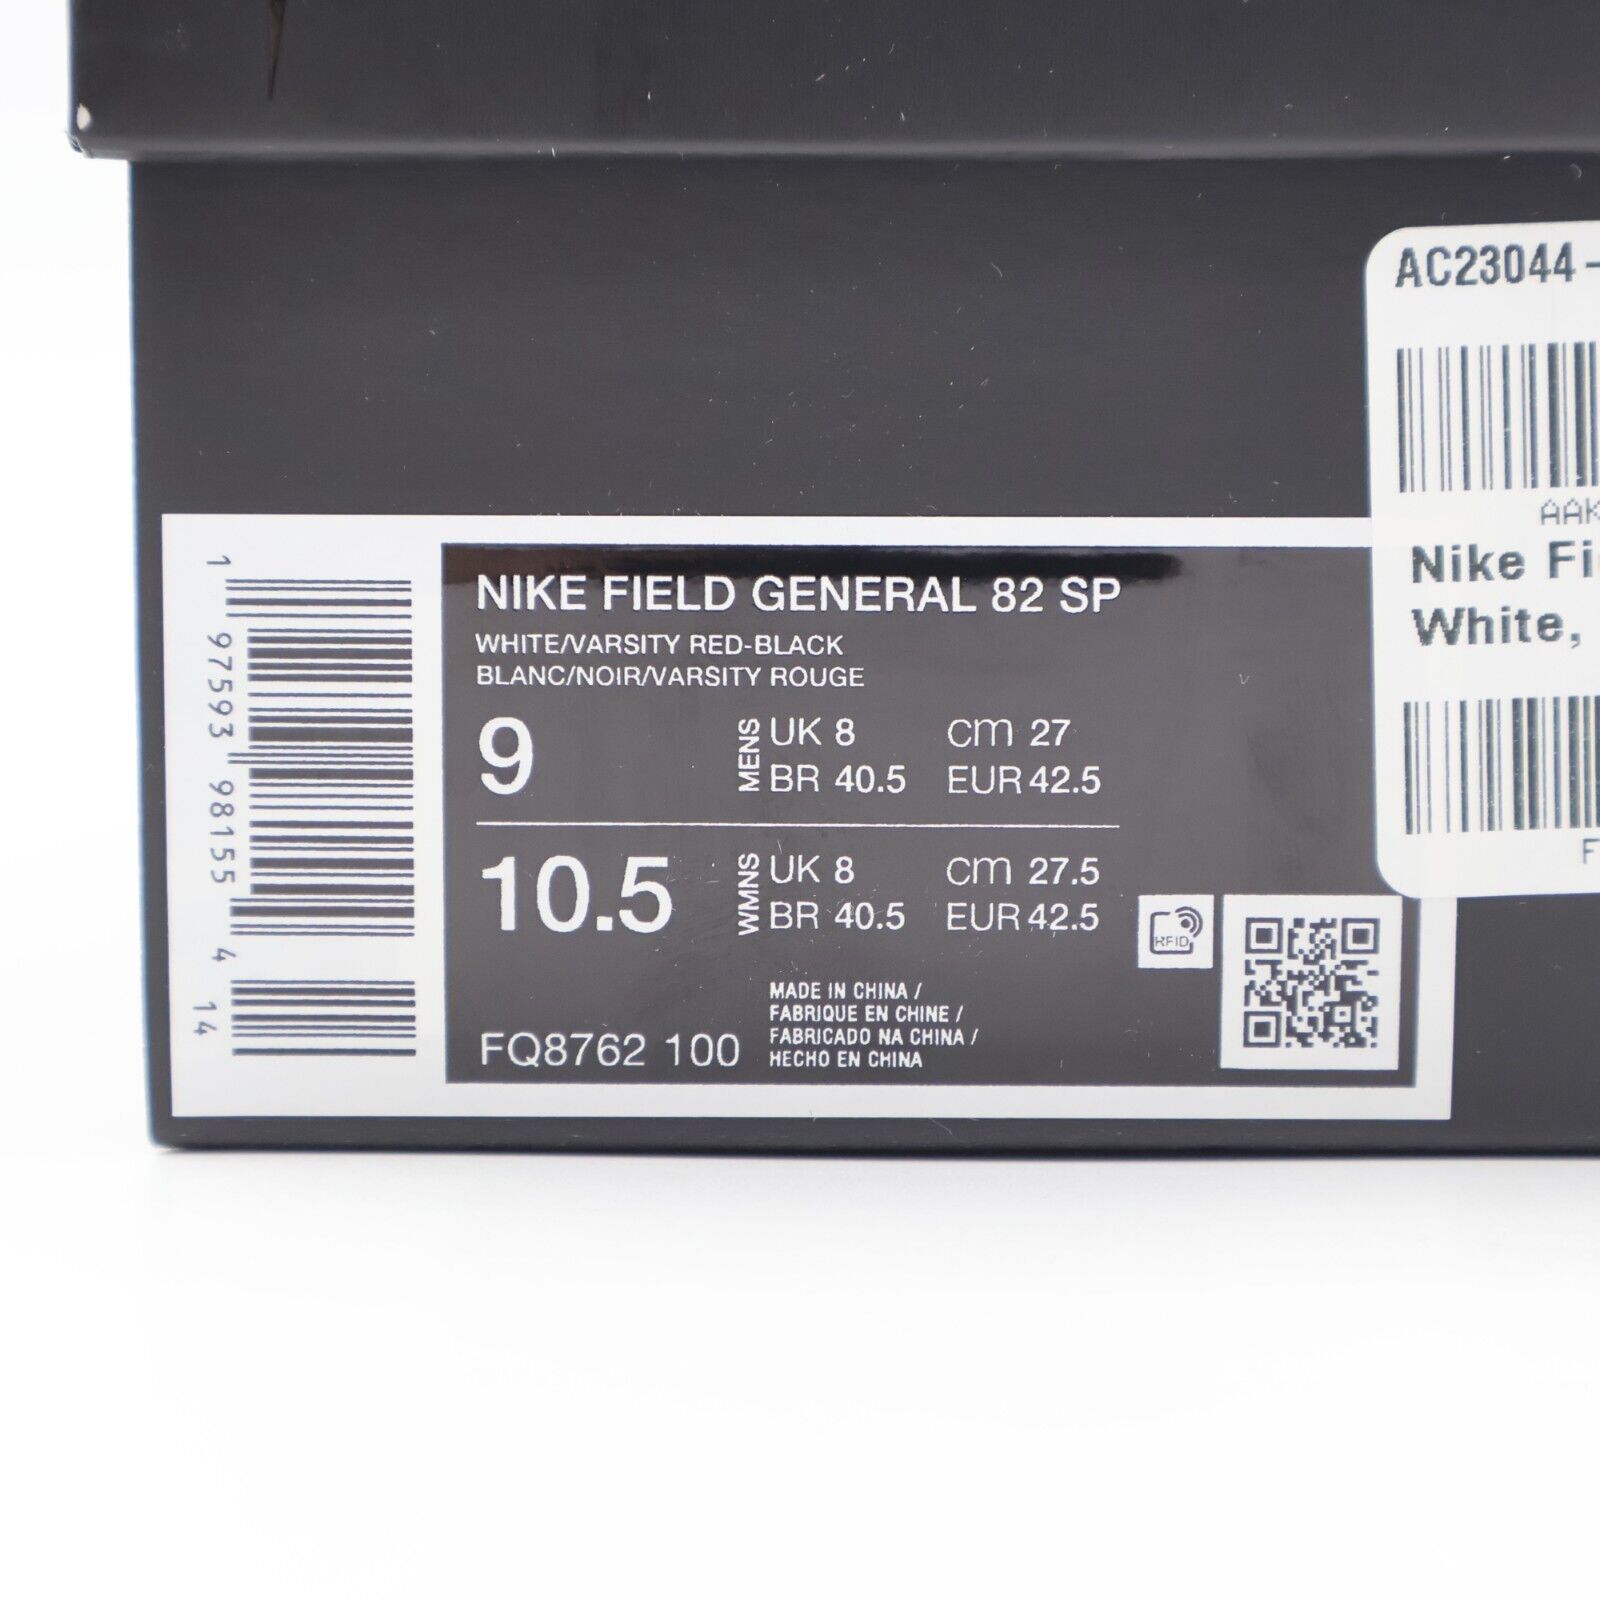 AC23044-
AAK
Nike Fi
White,
F
NIKE FIELD GENERAL 82 SP
WHITE/VARSITY RED-BLACK
BLANC/NOIR/VARSITY ROUGE
9 MENS UK 8 cm 27
BR 40.5 EUR 42.5
10.5 WMNS UK 8 cm 27.5
BR 40.5 EUR 42.5
RFID
MADE IN CHINA /
FABRIQUE EN CHINE /
FABRICADO NA CHINA /
HECHO EN CHINA
FQ8762 100
1 97593 98155 4 14